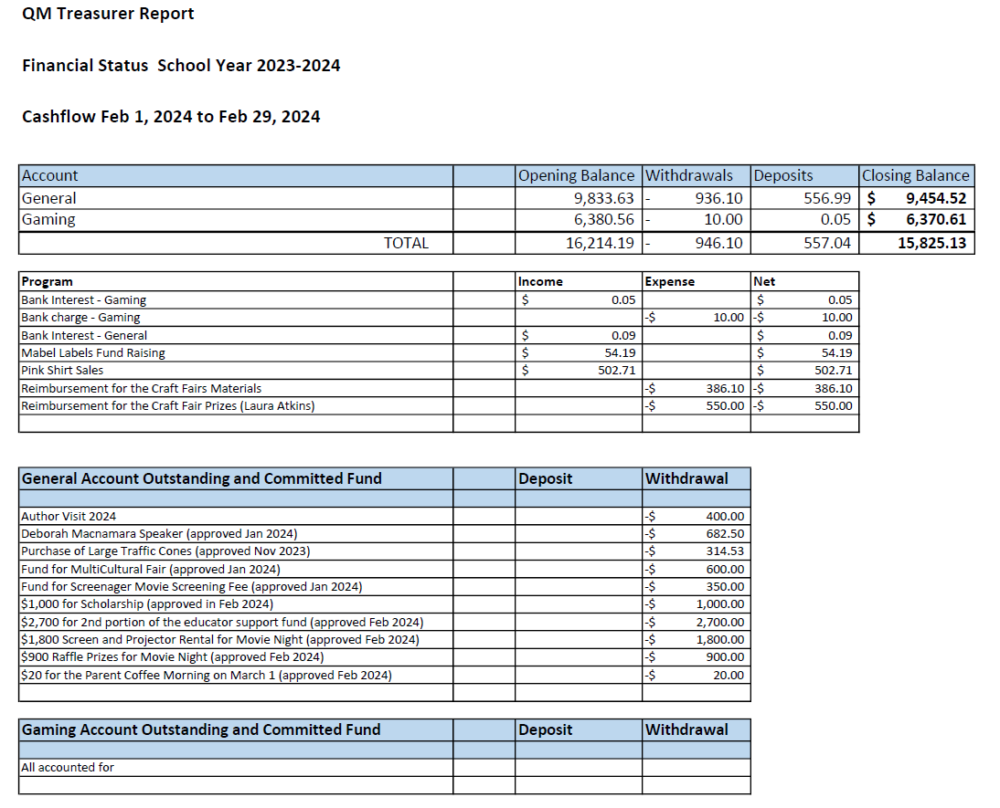 QM Treasurer Report
Financial Status  School Year 2023-2024
Cashflow Feb 1, 2024 to Feb 29, 2024
Account Opening Balance Withdrawals Deposits Closing Balance
General 9,833.63 - 936.10 556.99 $ 9,454.52
Gaming 6,380.56 - 10.00 0.05 $ 6,370.61
TOTAL 16,214.19 - 946.10 557.04 15,825.13
Program Income Expense Net
Bank Interest - Gaming $ 0.05 $ 0.05
Bank charge - Gaming -$ 10.00 -$ 10.00
Bank Interest - General $ 0.09 $ 0.09
Mabel Labels Fund Raising $ 54.19 $ 54.19
Pink Shirt Sales $ 502.71 $ 502.71
Reimbursement for the Craft Fairs Materials -$ 386.10 -$ 386.10
Reimbursement for the Craft Fair Prizes (Laura Atkins) -$ 550.00 -$ 550.00
General Account Outstanding and Committed Fund Deposit Withdrawal
Author Visit 2024 -$ 400.00
Deborah Macnamara Speaker (approved Jan 2024) -$ 682.50
Purchase of Large Traffic Cones (approved Nov 2023) -$ 314.53
Fund for MultiCultural Fair (approved Jan 2024) -$ 600.00
Fund for Screenager Movie Screening Fee (approved Jan 2024) -$ 350.00
$1,000 for Scholarship (approved in Feb 2024) -$ 1,000.00
$2,700 for 2nd portion of the educator support fund (approved Feb 2024) -$ 2,700.00
$1,800 Screen and Projector Rental for Movie Night (approved Feb 2024) -$ 1,800.00
$900 Raffle Prizes for Movie Night (approved Feb 2024) -$ 900.00
$20 for the Parent Coffee Morning on March 1 (approved Feb 2024) -$ 20.00
Gaming Account Outstanding and Committed Fund Deposit Withdrawal
All accounted for